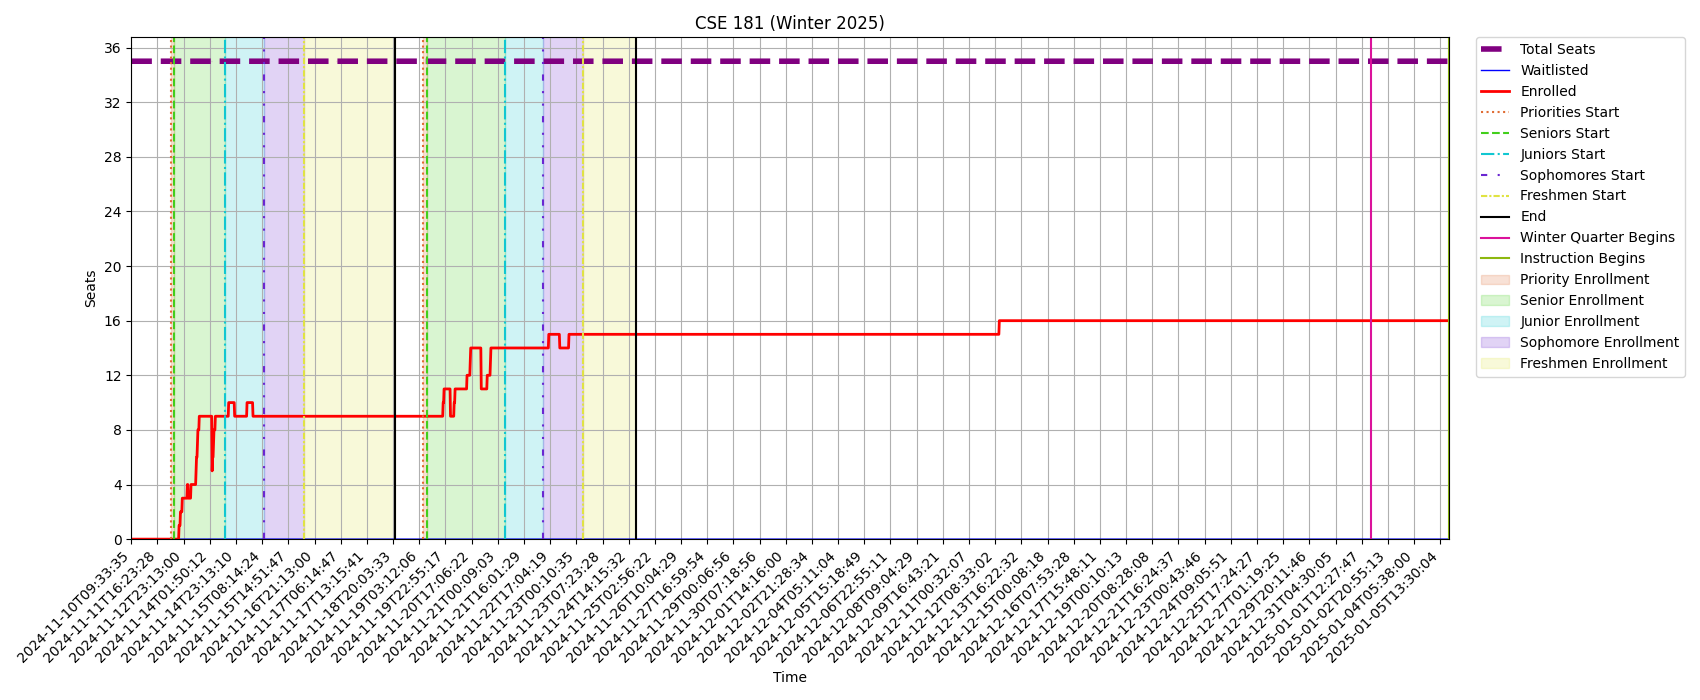 CSE 181 (Winter 2025)
Seats
36
32
28
24
20
16
12
8
4
0
2024-11-10T09:33:35
2024-11-11T16:23:28
2024-11-12T23:13:00
2024-11-14T01:50:12
2024-11-14T23:13:10
2024-11-15T08:14:24
2024-11-15T14:51:47
2024-11-16T21:13:00
2024-11-17T06:14:47
2024-11-17T13:15:41
2024-11-18T20:03:33
2024-11-19T03:12:06
2024-11-19T22:55:17
2024-11-20T17:06:22
2024-11-21T00:09:03
2024-11-21T16:01:29
2024-11-22T17:04:19
2024-11-23T00:10:35
2024-11-23T07:23:28
2024-11-24T14:15:32
2024-11-25T02:56:22
2024-11-26T10:04:29
2024-11-27T16:59:54
2024-11-29T00:06:56
2024-11-30T07:18:56
2024-12-01T14:16:00
2024-12-02T21:28:34
2024-12-04T05:11:04
2024-12-05T15:18:49
2024-12-06T22:55:11
2024-12-08T09:04:29
2024-12-09T16:43:21
2024-12-11T00:32:07
2024-12-12T08:33:02
2024-12-13T16:22:32
2024-12-15T00:08:18
2024-12-16T07:53:28
2024-12-17T15:48:11
2024-12-19T00:10:13
2024-12-20T08:28:08
2024-12-21T16:24:37
2024-12-23T00:43:46
2024-12-24T09:05:51
2024-12-25T17:24:27
2024-12-27T01:19:25
2024-12-29T20:11:46
2024-12-31T04:30:05
2025-01-01T12:27:47
2025-01-02T20:55:13
2025-01-04T05:38:00
2025-01-05T13:30:04
Time
Total Seats
Waitlisted
Enrolled
Priorities Start
Seniors Start
Juniors Start
Sophomores Start
Freshmen Start
End
Winter Quarter Begins
Instruction Begins
Priority Enrollment
Senior Enrollment
Junior Enrollment
Sophomore Enrollment
Freshmen Enrollment